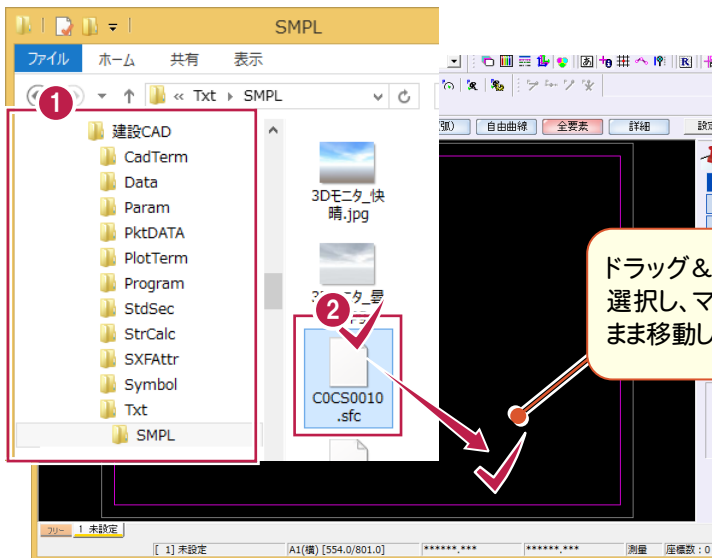 SMPL
ファイル ホーム 共有 表示
« Txt ▸ SMPL
1
建設CAD
CadTerm
Data
Param
PktDATA
PlotTerm
Program
StdSec
StrCalc
SXFAttr
Symbol
Txt
SMPL
3Dモニタ_快
晴.jpg
2
C0CS0010
.sfc
自由曲線 全要素 詳細
ドラッグ&
選択し、マ
まま移動し
フリー 1 未設定
[ 1] 未設定 A1(横) [554.0/801.0] ******.*** ******.*** 測量 座標数:0